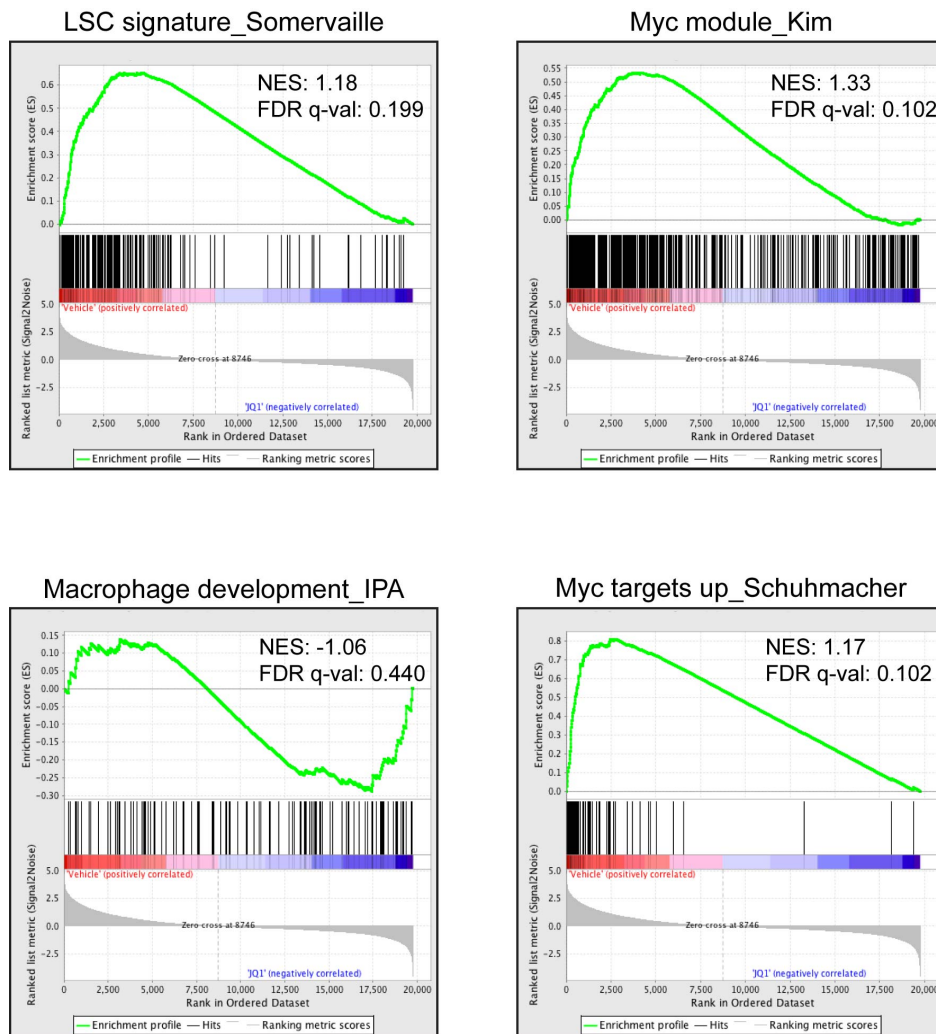 LSC signature_Somervaille
NES: 1.18
FDR q-val: 0.199
Enrichment score (ES)
0.6
0.5
0.4
0.3
0.2
0.1
0.0
'Vehicle' (positively correlated)
Ranked list metric (Signal2Noise)
5.0
2.5
0.0
-2.5
Zero cross at 8746
'JQ1' (negatively correlated)
0 2,500 5,000 7,500 10,000 12,500 15,000 17,500 20,000
Rank in Ordered Dataset
Enrichment profile Hits Ranking metric scores
Myc module_Kim
NES: 1.33
FDR q-val: 0.102
Enrichment score (ES)
0.55
0.50
0.45
0.40
0.35
0.30
0.25
0.20
0.15
0.10
0.05
0.00
'Vehicle' (positively correlated)
Ranked list metric (Signal2Noise)
5.0
2.5
0.0
-2.5
Zero cross at 8746
'JQ1' (negatively correlated)
0 2,500 5,000 7,500 10,000 12,500 15,000 17,500 20,000
Rank in Ordered Dataset
Enrichment profile Hits Ranking metric scores
Macrophage development_IPA
NES: -1.06
FDR q-val: 0.440
Enrichment score (ES)
0.15
0.10
0.05
0.00
-0.05
-0.10
-0.15
-0.20
-0.25
-0.30
'Vehicle' (positively correlated)
Ranked list metric (Signal2Noise)
5.0
2.5
0.0
-2.5
Zero cross at 8746
'JQ1' (negatively correlated)
0 2,500 5,000 7,500 10,000 12,500 15,000 17,500 20,000
Rank in Ordered Dataset
Enrichment profile Hits Ranking metric scores
Myc targets up_Schuhmacher
NES: 1.17
FDR q-val: 0.102
Enrichment score (ES)
0.8
0.7
0.6
0.5
0.4
0.3
0.2
0.1
0.0
'Vehicle' (positively correlated)
Ranked list metric (Signal2Noise)
5.0
2.5
0.0
-2.5
Zero cross at 8746
'JQ1' (negatively correlated)
0 2,500 5,000 7,500 10,000 12,500 15,000 17,500 20,000
Rank in Ordered Dataset
Enrichment profile Hits Ranking metric scores